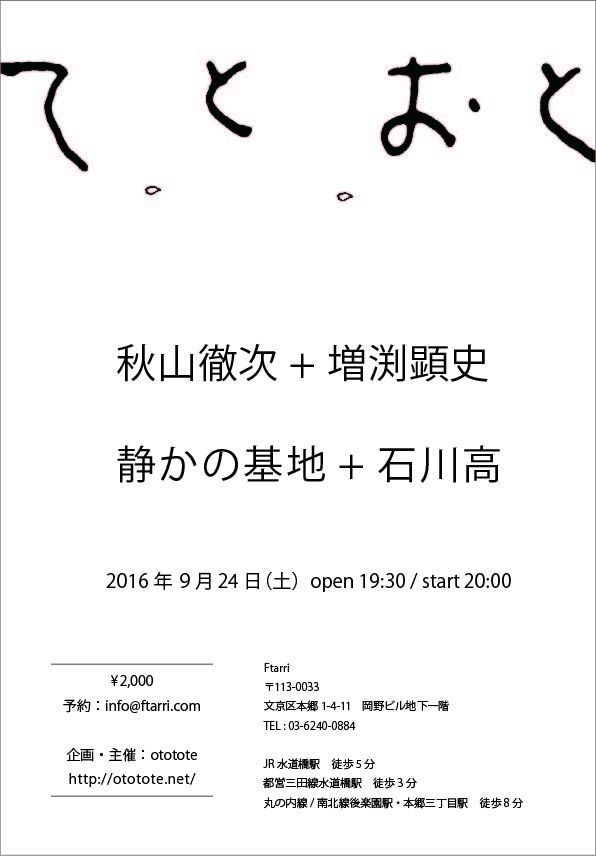 て と お と
秋山徹次 + 増渕顕史
静かの基地 + 石川高
2016 年 9 月 24 日（土） open 19:30 / start 20:00
¥2,000
予約：info@ftarri.com
企画・主催：ototote
http://ototote.net/
Ftarri
〒113-0033
文京区本郷 1-4-11　岡野ビル地下一階
TEL : 03-6240-0884
JR 水道橋駅　徒歩 5 分
都営三田線水道橋駅　徒歩 3 分
丸の内線 / 南北線後楽園駅・本郷三丁目駅　徒歩 8 分